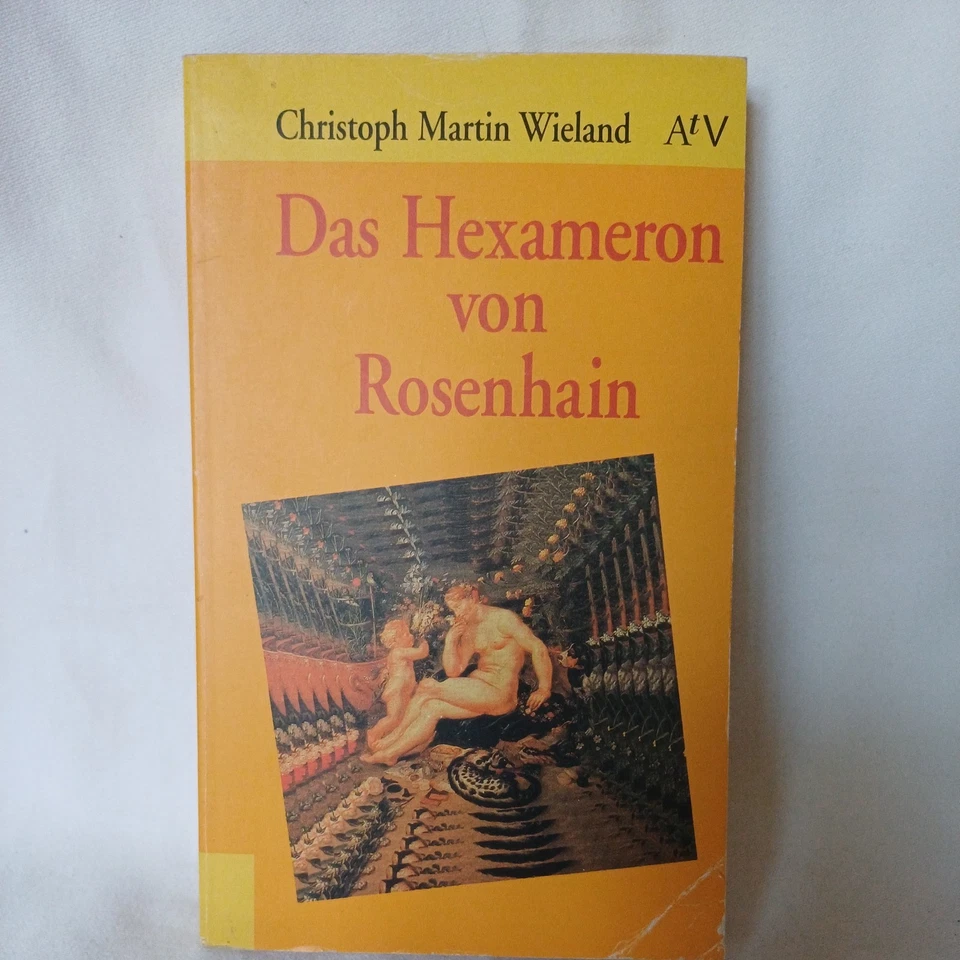 Christoph Martin Wieland AtV
Das Hexameron
von
Rosenhain